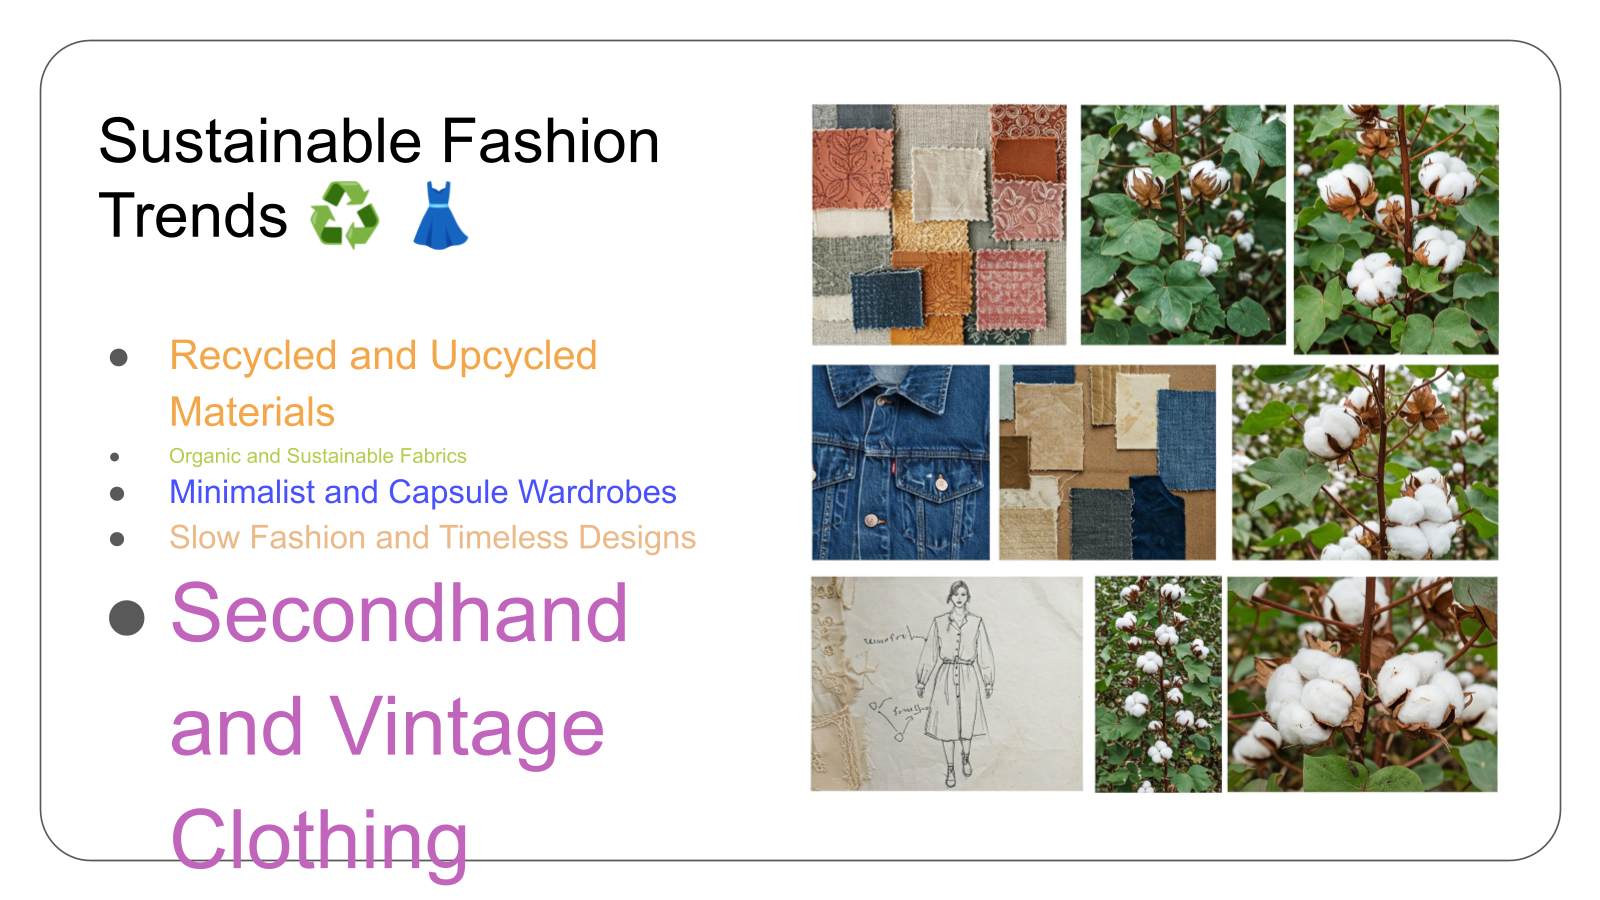 Sustainable Fashion
Trends ♻️ 👗
● Recycled and Upcycled
Materials
● Organic and Sustainable Fabrics
● Minimalist and Capsule Wardrobes
● Slow Fashion and Timeless Designs
● Secondhand
and Vintage
Clothing